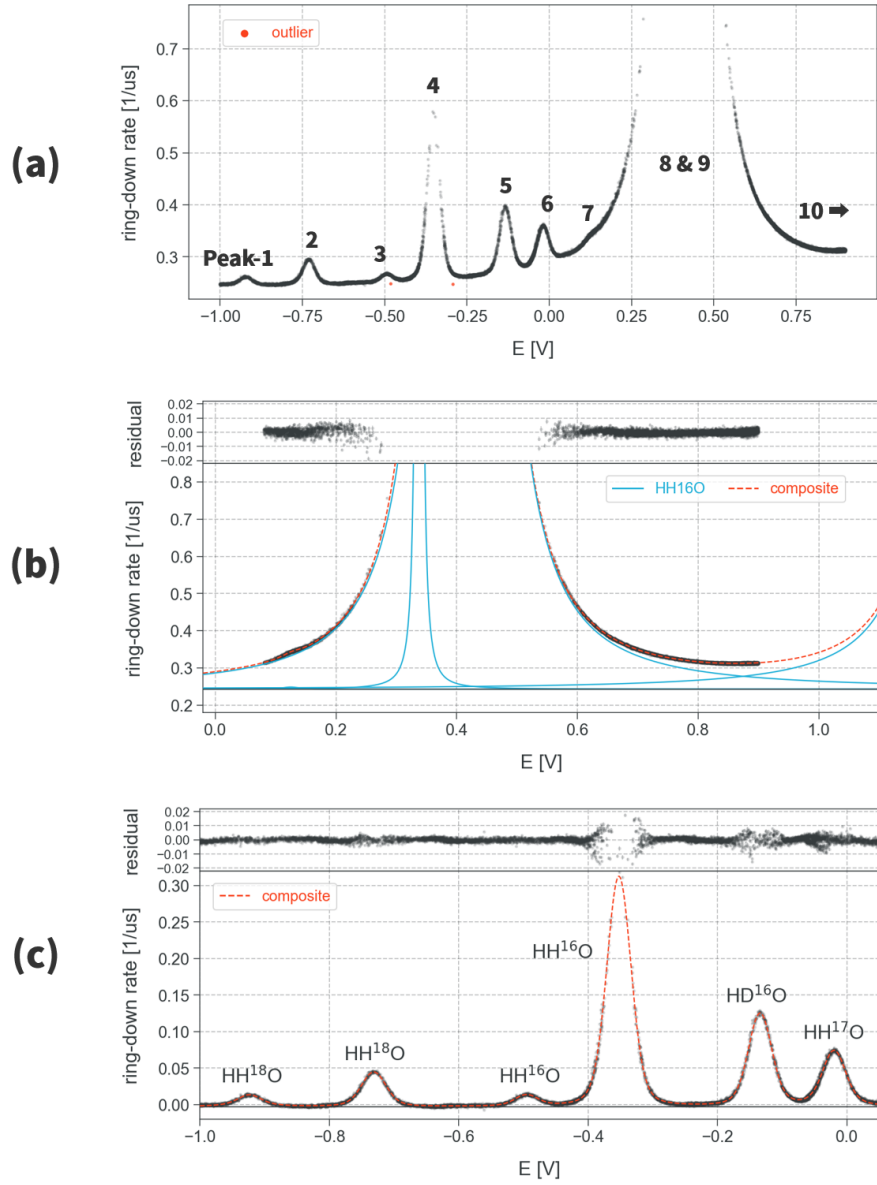 (a)
ring-down rate [1/us]
0.7
0.6
0.5
0.4
0.3
outlier
Peak-1
2
3
4
5
6
7
8 & 9
10 ➡
−1.00 −0.75 −0.50 −0.25 0.00 0.25 0.50 0.75
E [V]
(b)
residual
0.02
0.01
0.00
−0.01
−0.02
ring-down rate [1/us]
0.8
0.7
0.6
0.5
0.4
0.3
0.2
HH16O composite
0.0 0.2 0.4 0.6 0.8 1.0
E [V]
(c)
residual
0.02
0.01
0.00
−0.01
−0.02
ring-down rate [1/us]
0.30
0.25
0.20
0.15
0.10
0.05
0.00
composite
HH¹⁸O
HH¹⁸O
HH¹⁶O
HH¹⁶O
HD¹⁶O
HH¹⁷O
−1.0 −0.8 −0.6 −0.4 −0.2 0.0
E [V]